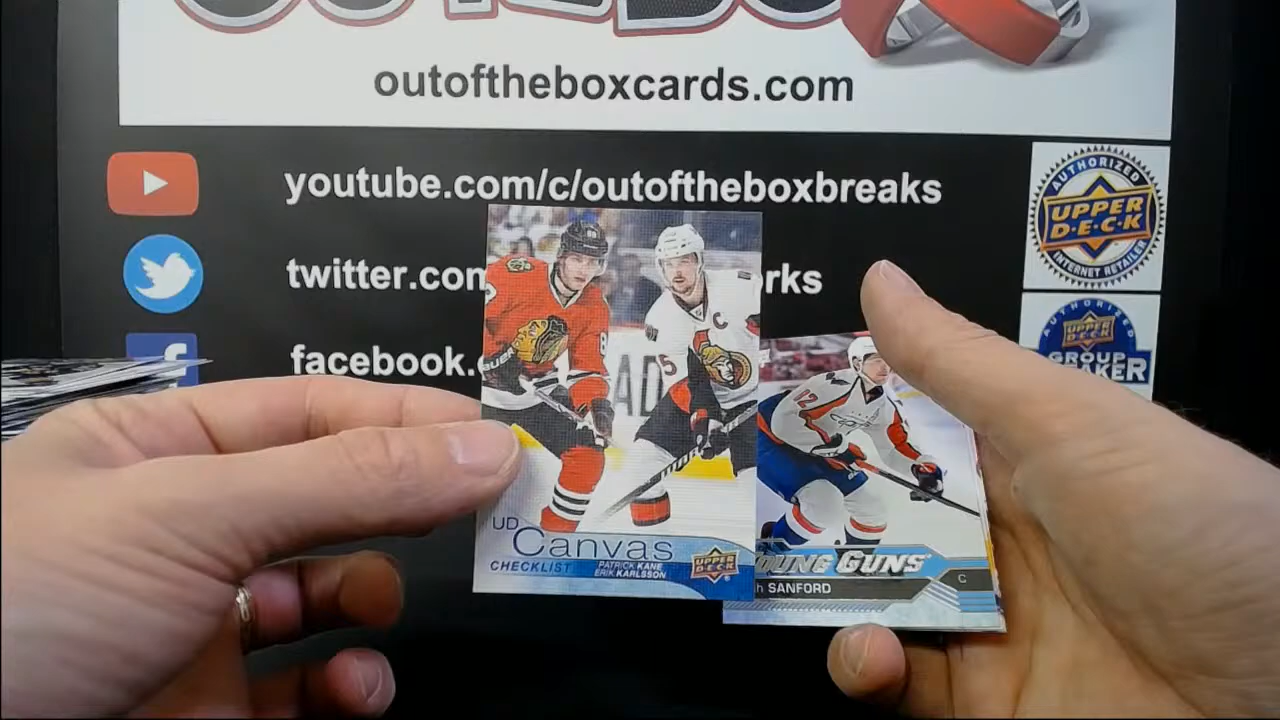 outoftheboxcards.com
youtube.com/c/outoftheboxbreaks
twitter.com
rks
facebook.
AUTHORIZED
UPPER
D·E·C·K
INTERNET RETAILER
AUTHORIZED
UPPER
DECK
GROUP
BREAKER
C
12
UD
Canvas
CHECKLIST
PATRICK KANE
ERIK KARLSSON
UPPER
DECK
YOUNG GUNS
h SANFORD
C